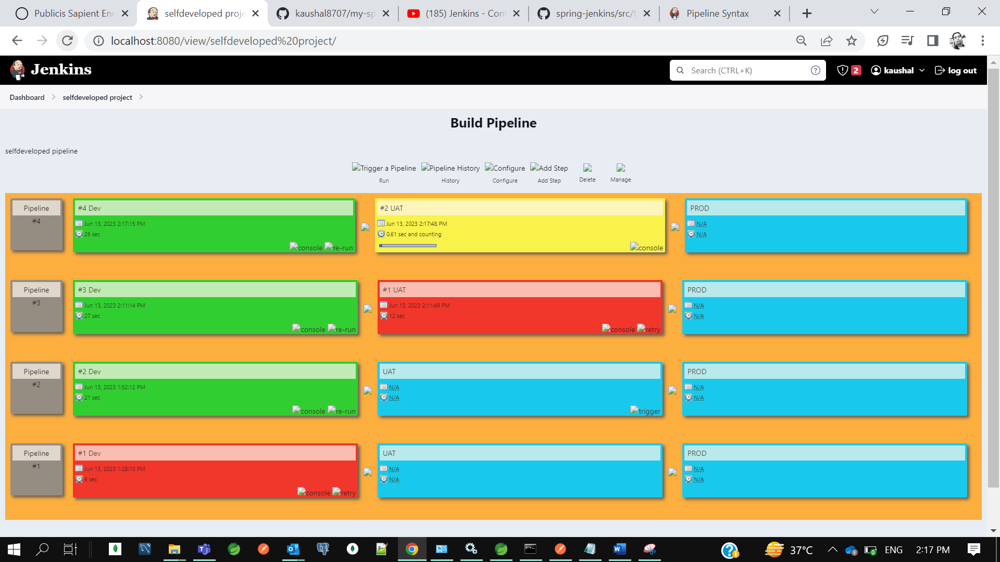 Publicis Sapient Enr
selfdeveloped proje
kaushal8707/my-sp
(185) Jenkins - Con
spring-jenkins/src/t
Pipeline Syntax
localhost:8080/view/selfdeveloped%20project/
Jenkins
Search (CTRL+K)
2
kaushal
log out
Dashboard
selfdeveloped project
Build Pipeline
selfdeveloped pipeline
Trigger a Pipeline
Pipeline History
Configure
Add Step
Run
History
Configure
Add Step
Delete
Manage
Pipeline
#4
#4 Dev
Jun 13, 2023 2:17:15 PM
26 sec
console re-run
#2 UAT
Jun 13, 2023 2:17:48 PM
0.61 sec and counting
console
PROD
N/A
N/A
Pipeline
#3
#3 Dev
Jun 13, 2023 2:11:14 PM
27 sec
console re-run
#1 UAT
Jun 13, 2023 2:11:49 PM
12 sec
console retry
PROD
N/A
N/A
Pipeline
#2
#2 Dev
Jun 13, 2023 1:52:12 PM
21 sec
console re-run
UAT
N/A
N/A
trigger
PROD
N/A
N/A
Pipeline
#1
#1 Dev
Jun 13, 2023 1:28:10 PM
6 sec
console retry
UAT
N/A
N/A
PROD
N/A
N/A
37°C
ENG
2:17 PM